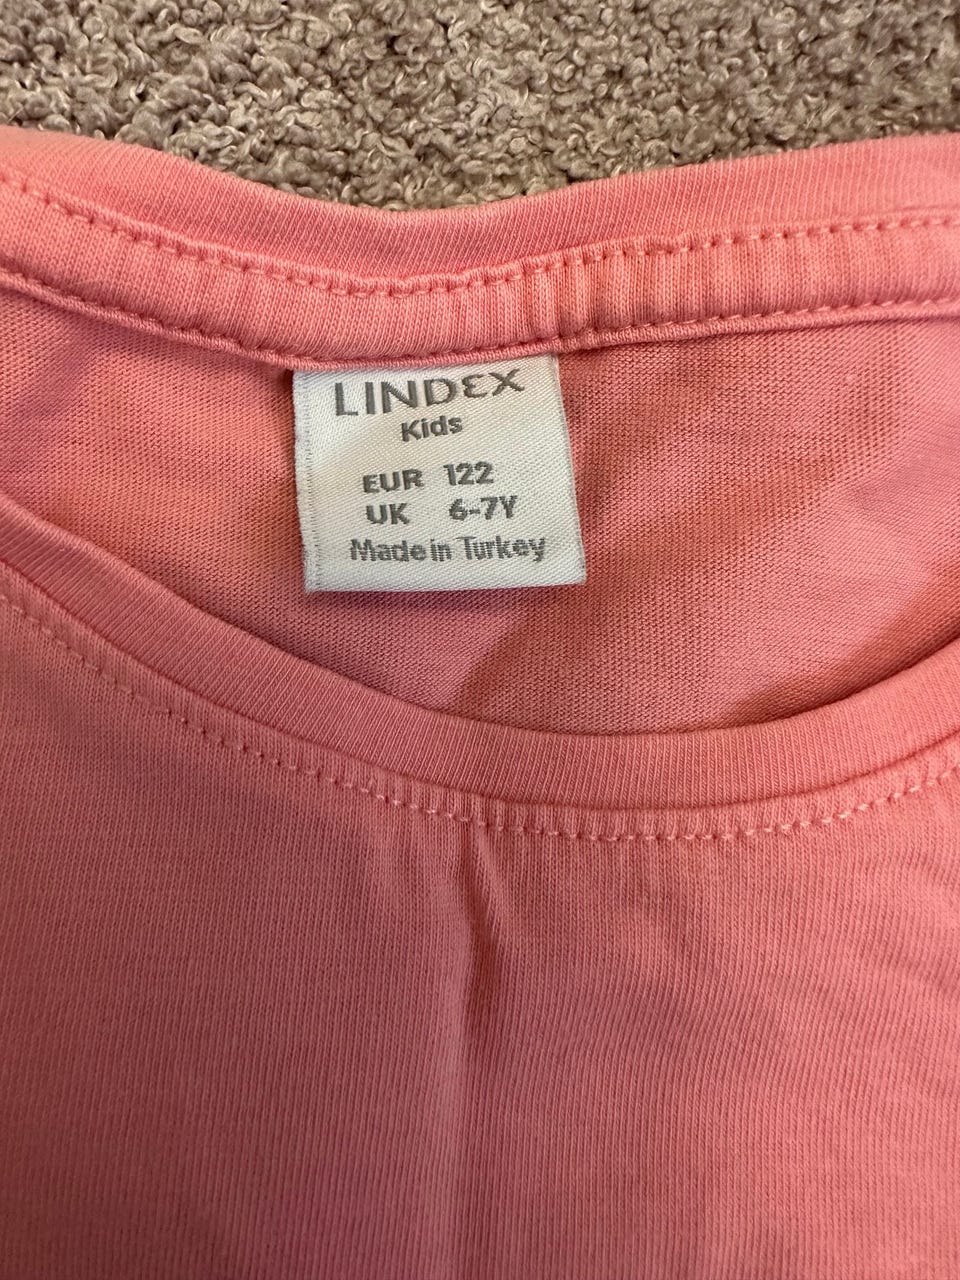 LINDEX
Kids
EUR 122
UK 6-7Y
Made in Turkey